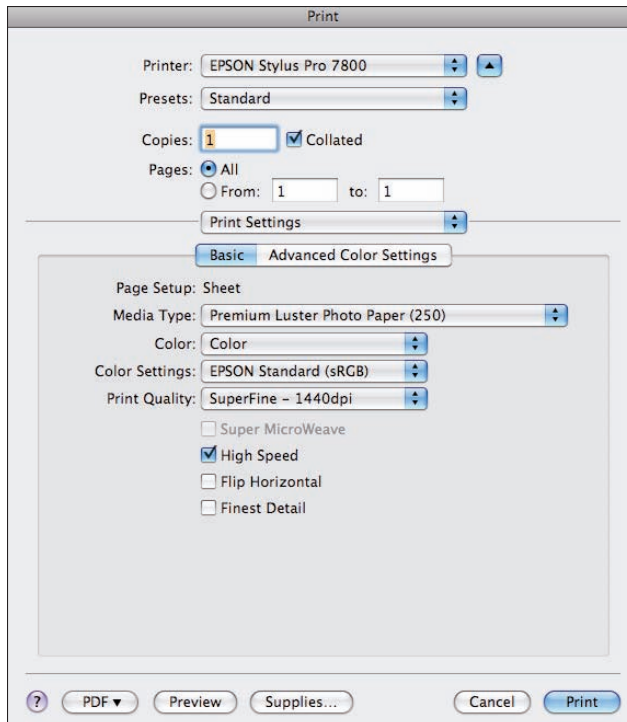 Print
Printer: EPSON Stylus Pro 7800
Presets: Standard
Copies: 1 Collated
Pages: All
From: 1 to: 1
Print Settings
Basic Advanced Color Settings
Page Setup: Sheet
Media Type: Premium Luster Photo Paper (250)
Color: Color
Color Settings: EPSON Standard (sRGB)
Print Quality: SuperFine – 1440dpi
Super MicroWeave
High Speed
Flip Horizontal
Finest Detail
? PDF ▼ Preview Supplies... Cancel Print